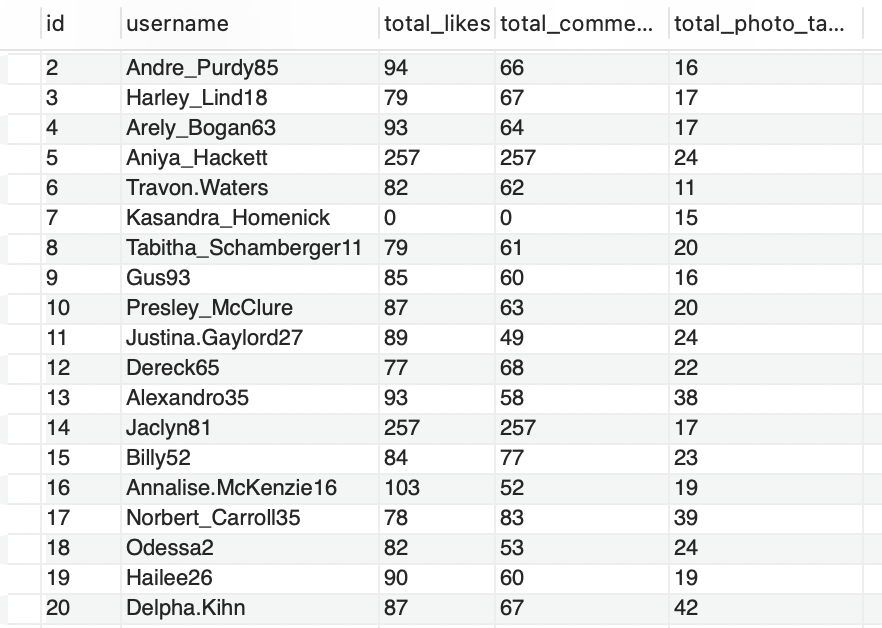 id username total_likes total_comme... total_photo_ta...
2 Andre_Purdy85 94 66 16
3 Harley_Lind18 79 67 17
4 Arely_Bogan63 93 64 17
5 Aniya_Hackett 257 257 24
6 Travon.Waters 82 62 11
7 Kasandra_Homenick 0 0 15
8 Tabitha_Schamberger11 79 61 20
9 Gus93 85 60 16
10 Presley_McClure 87 63 20
11 Justina.Gaylord27 89 49 24
12 Dereck65 77 68 22
13 Alexandro35 93 58 38
14 Jaclyn81 257 257 17
15 Billy52 84 77 23
16 Annalise.McKenzie16 103 52 19
17 Norbert_Carroll35 78 83 39
18 Odessa2 82 53 24
19 Hailee26 90 60 19
20 Delpha.Kihn 87 67 42